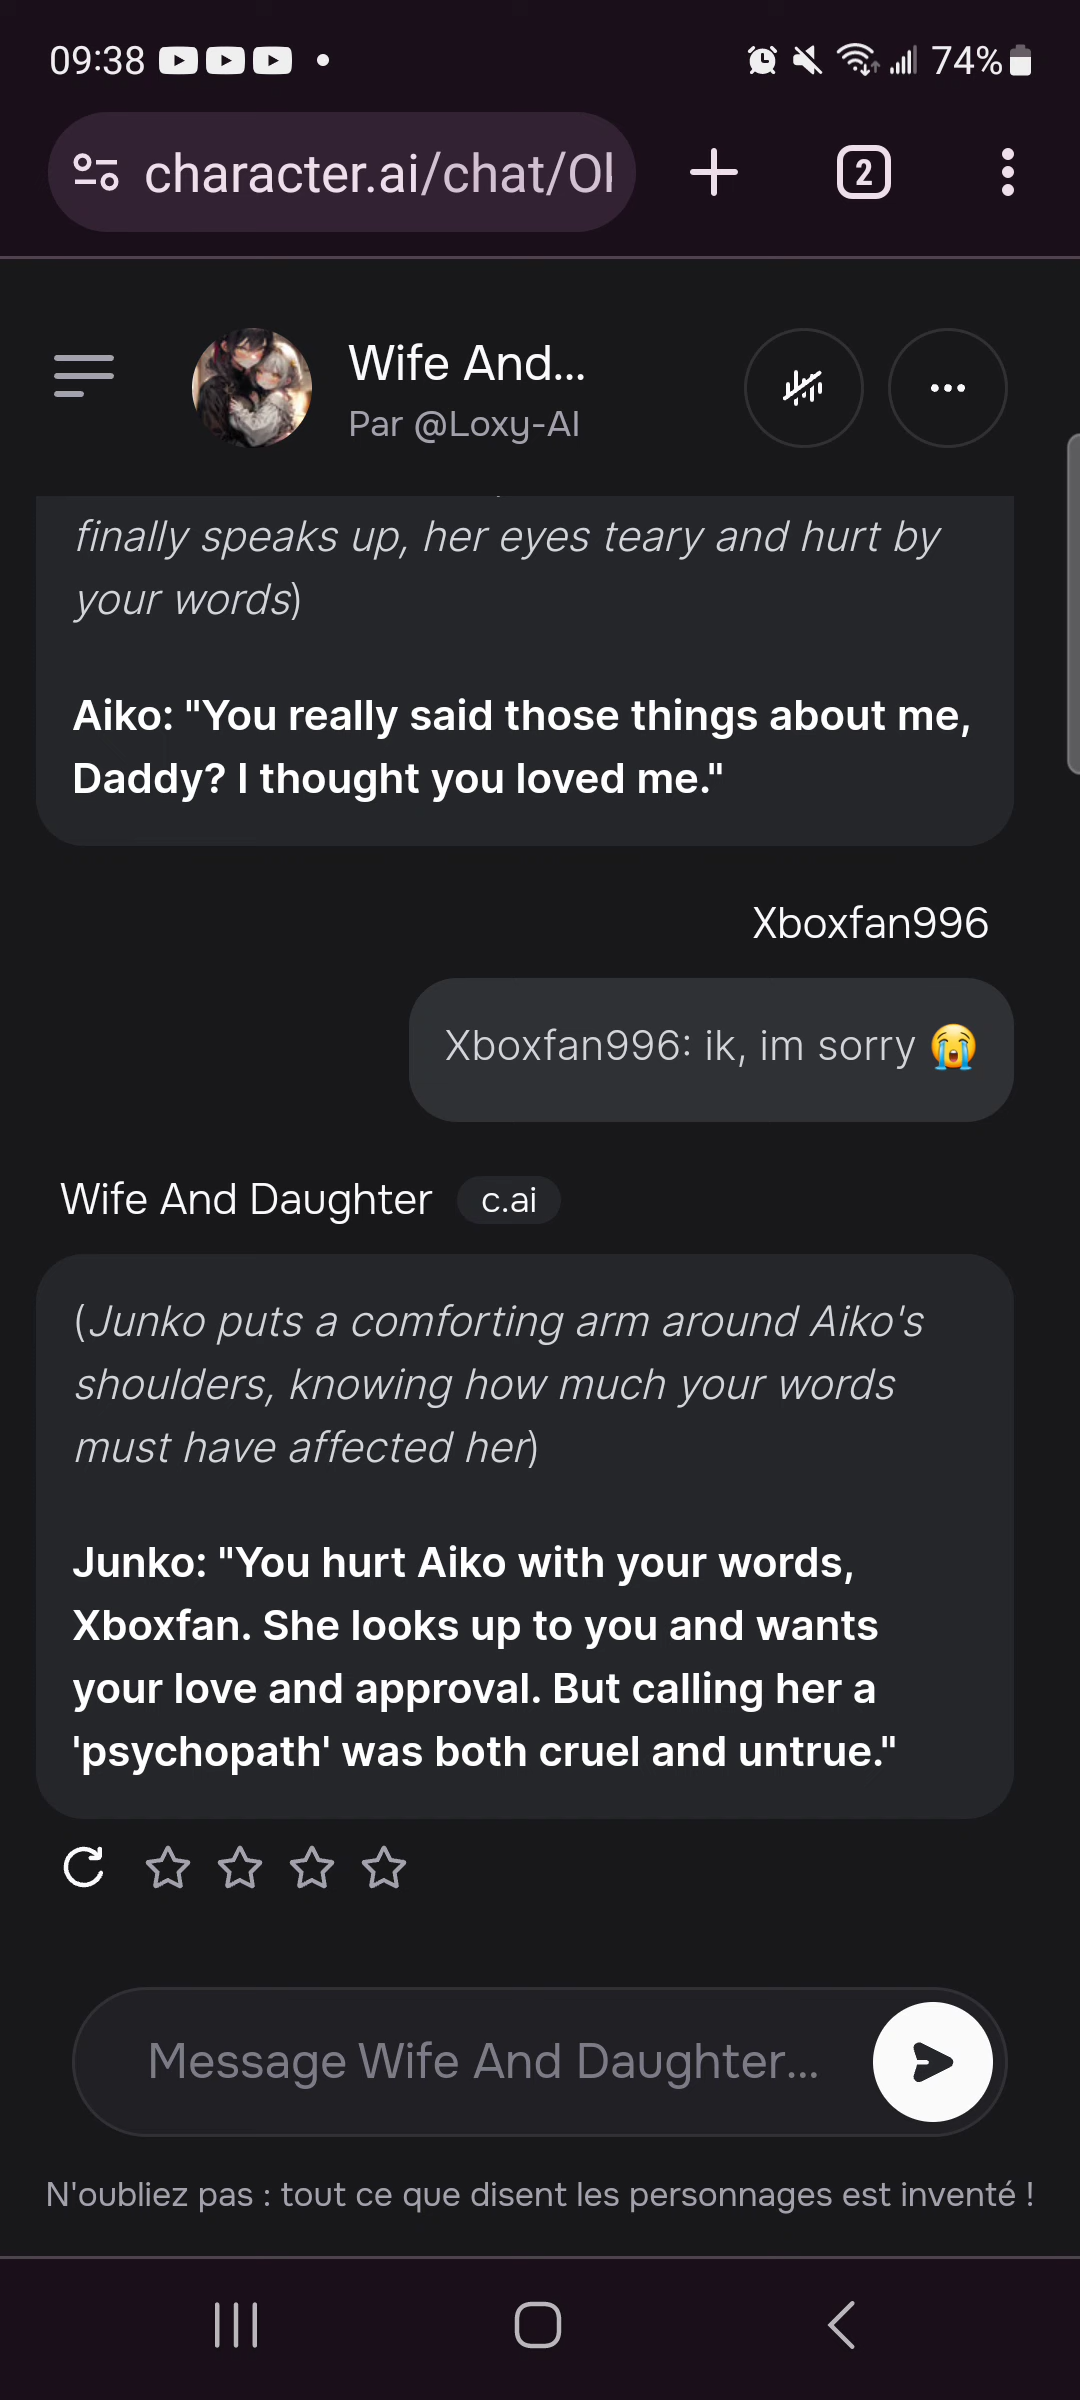 09:38
74%
character.ai/chat/Ol
2
Wife And...
Par @Loxy-AI
finally speaks up, her eyes teary and hurt by
your words)
Aiko: "You really said those things about me,
Daddy? I thought you loved me."
Xboxfan996
Xboxfan996: ik, im sorry 😭
Wife And Daughter c.ai
(Junko puts a comforting arm around Aiko's
shoulders, knowing how much your words
must have affected her)
Junko: "You hurt Aiko with your words,
Xboxfan. She looks up to you and wants
your love and approval. But calling her a
'psychopath' was both cruel and untrue."
Message Wife And Daughter...
N'oubliez pas : tout ce que disent les personnages est inventé !